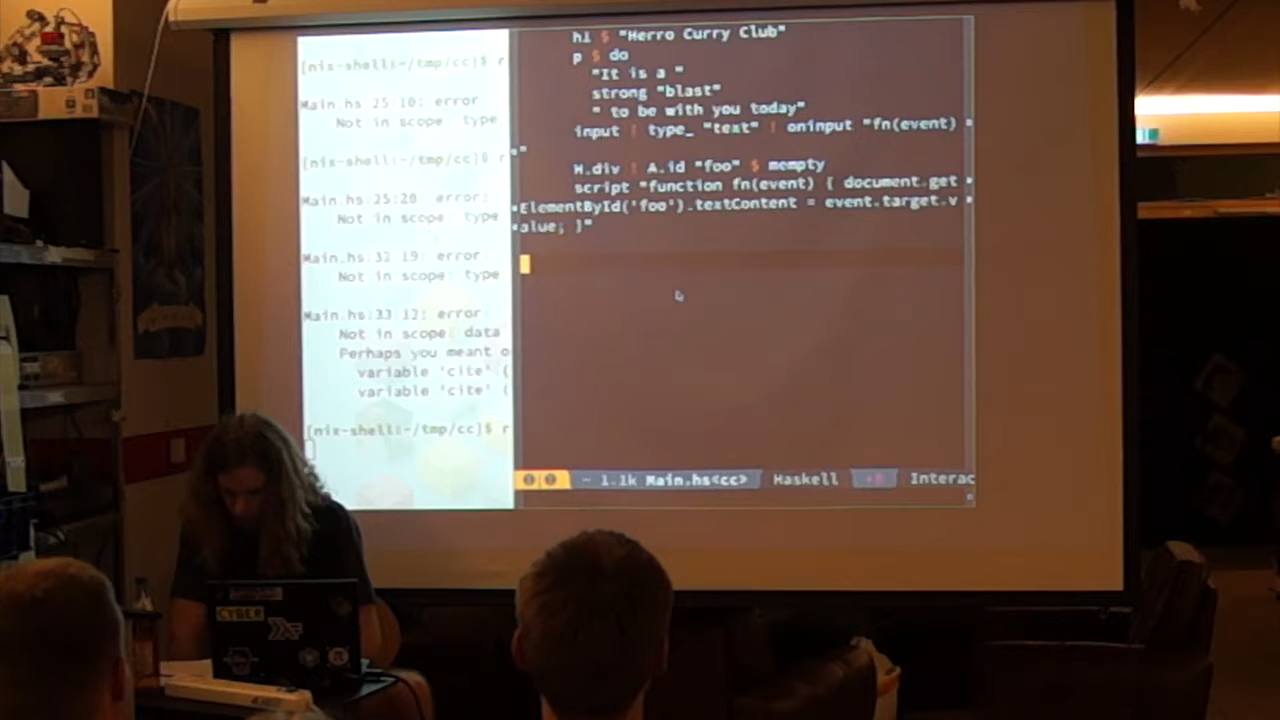 [nix-shell:~/tmp/cc]$ r
Main.hs:25:10: error
Not in scope: type
[nix-shell:~/tmp/cc]$ r
Main.hs:25:20: error:
Not in scope: type
Main.hs:33:19: error
Not in scope: type
Main.hs:33:12: error
Not in scope: data
Perhaps you meant o
variable 'cite' (
variable 'cite' (
[nix-shell:~/tmp/cc]$ r
h1 $ "Herro Curry Club"
p $ do
"It is a "
strong "blast"
" to be with you today"
input ! type_ "text" ! oninput "fn(event)
"
H.div ! A.id "foo" $ mempty
script "function fn(event) { document.get
ElementById('foo').textContent = event.target.v
alue; }"
~ 1.1k Main.hs<cc> Haskell Interac
CYBER